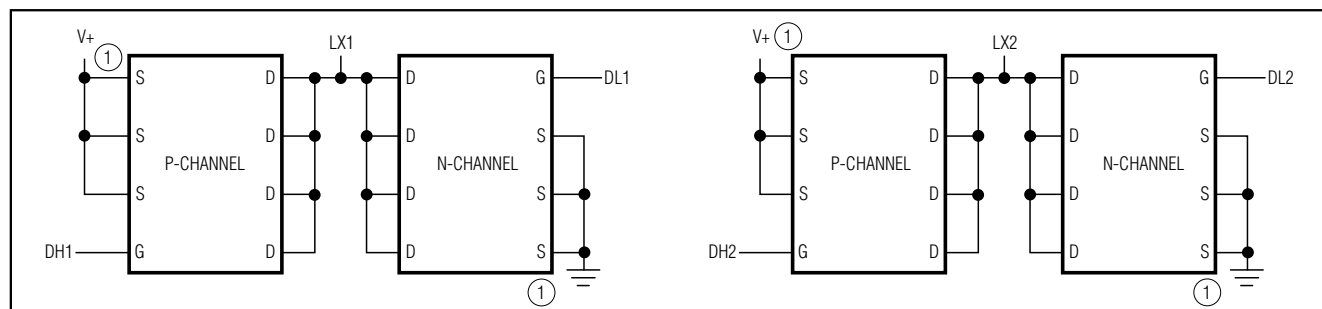 V+ 1 LX1 V+ 1 LX2
S D D G DL1 S D D G DL2
S D D S S D D S
P-CHANNEL N-CHANNEL P-CHANNEL N-CHANNEL
S D D S S D D S
DH1 G D D S DH2 G D D S
1 1